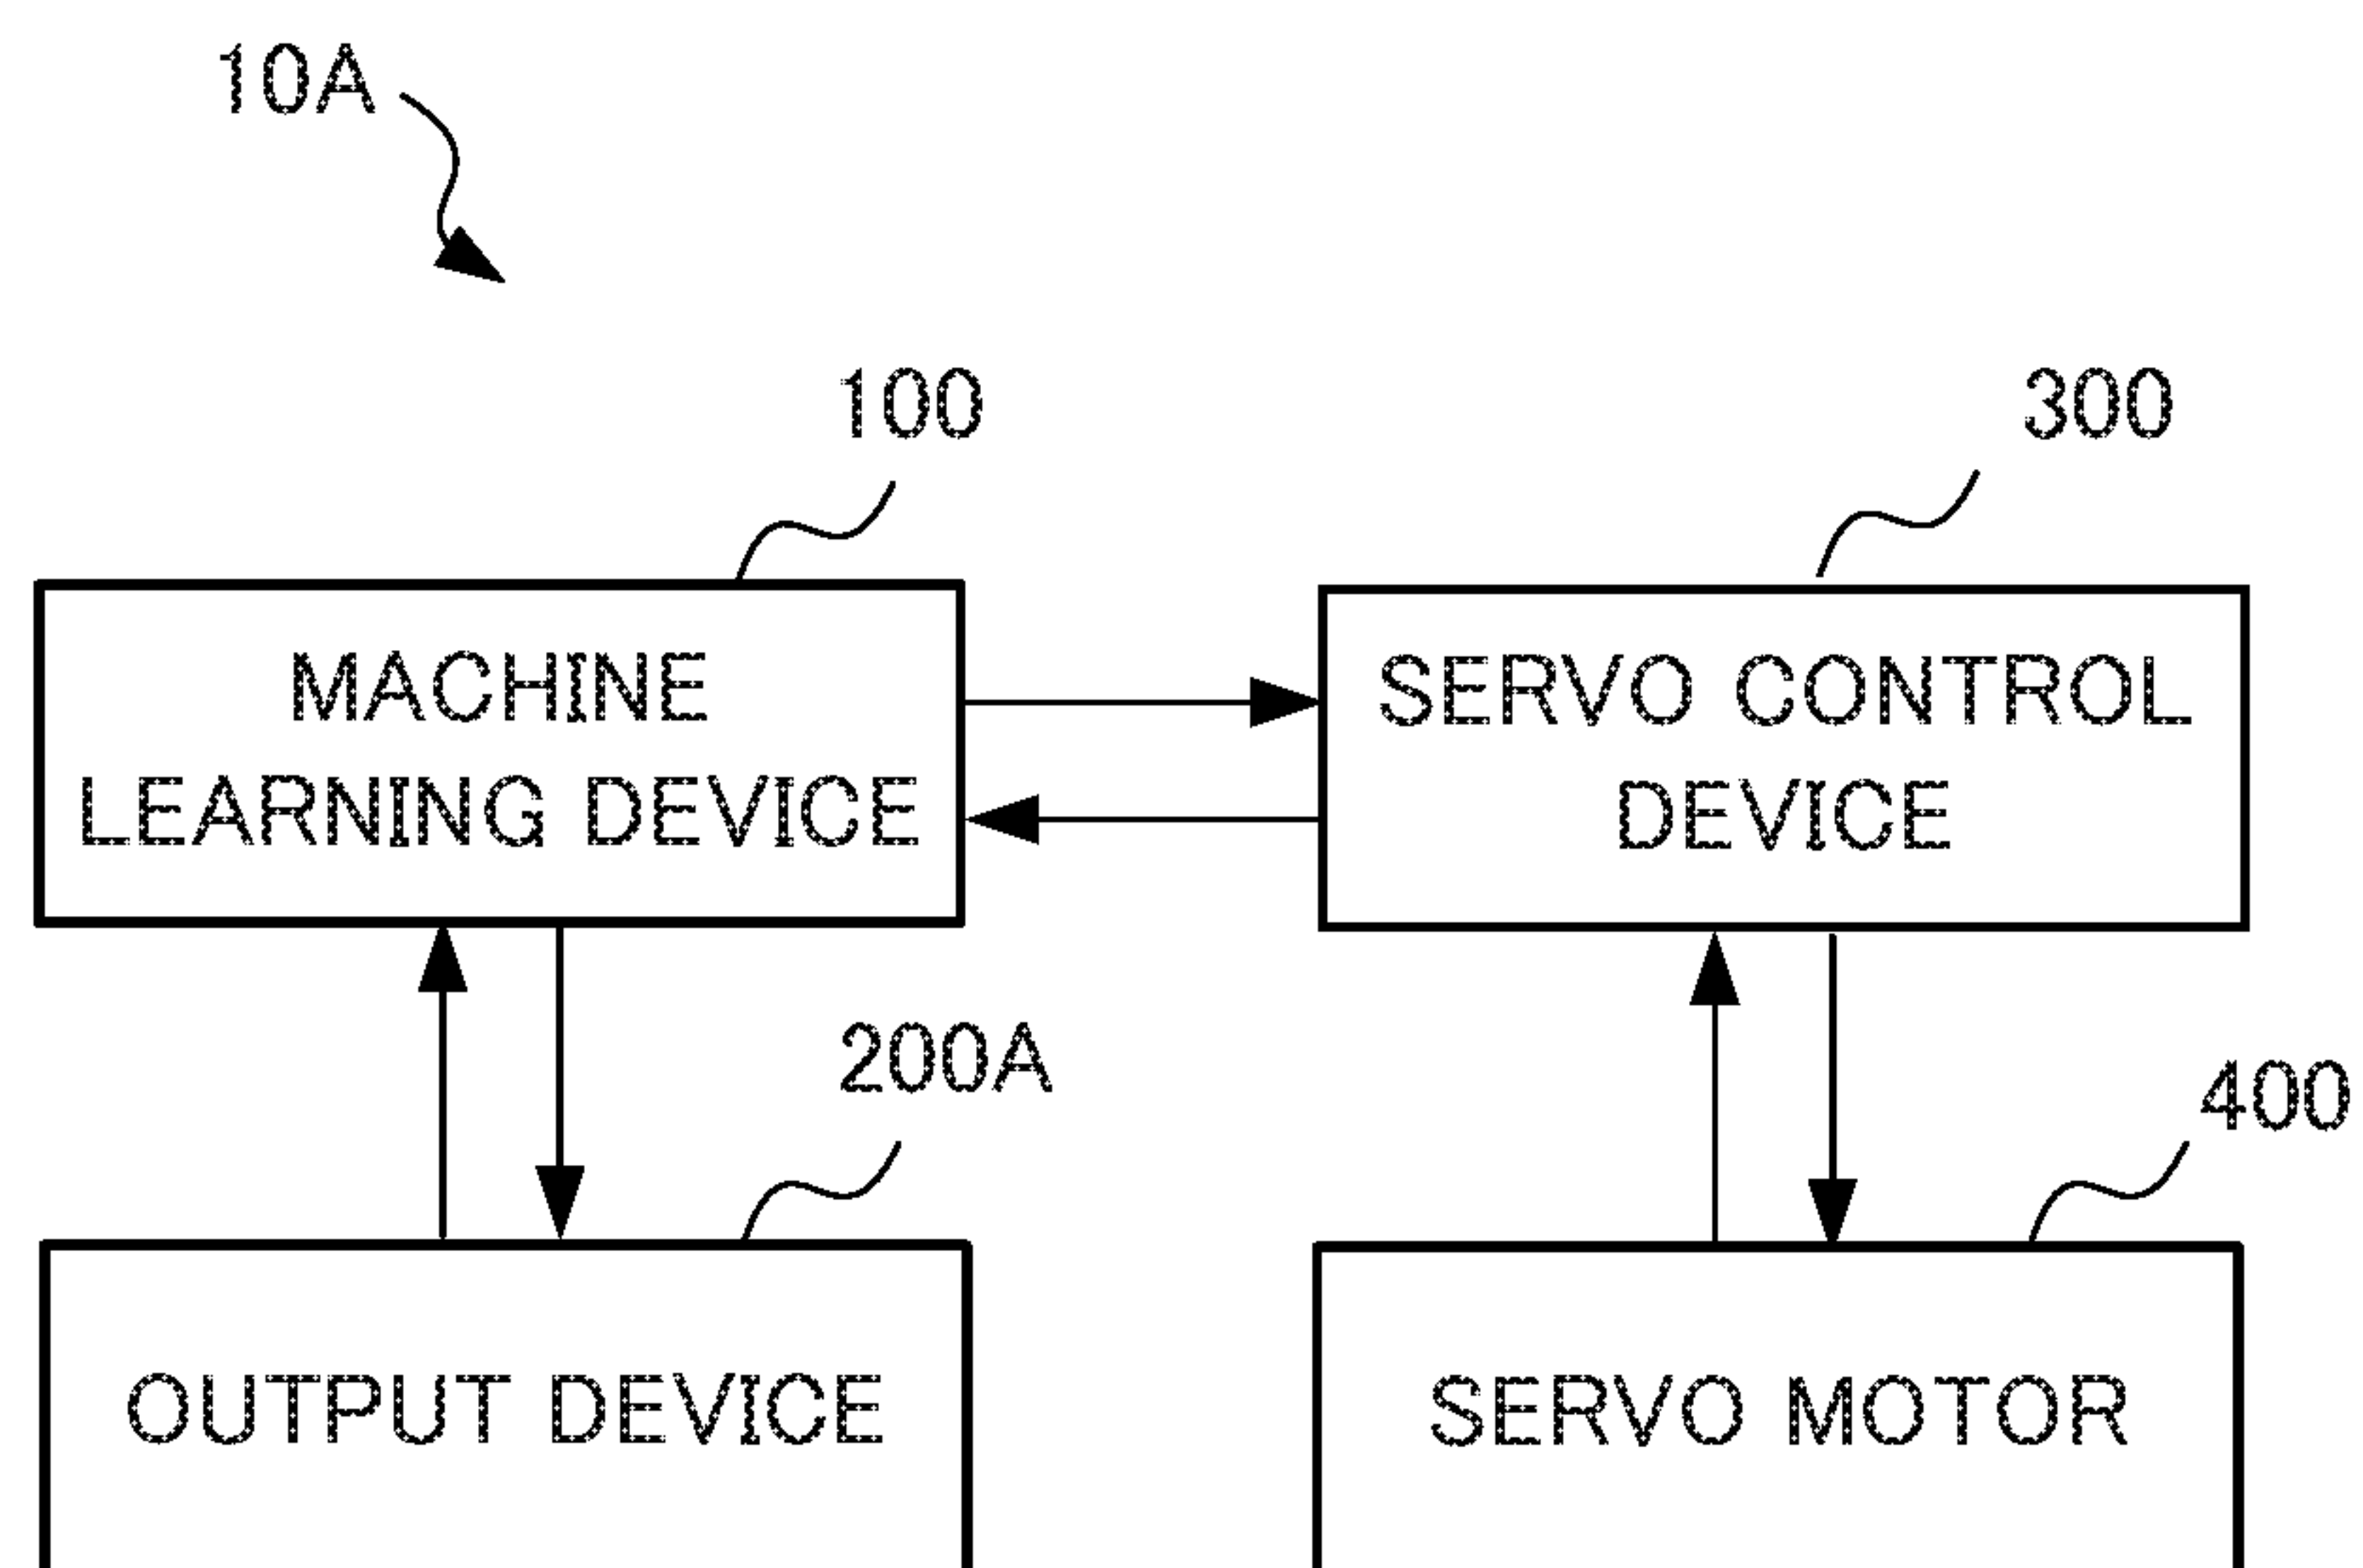 10A
100
300
MACHINE
LEARNING DEVICE
SERVO CONTROL
DEVICE
200A
400
OUTPUT DEVICE
SERVO MOTOR